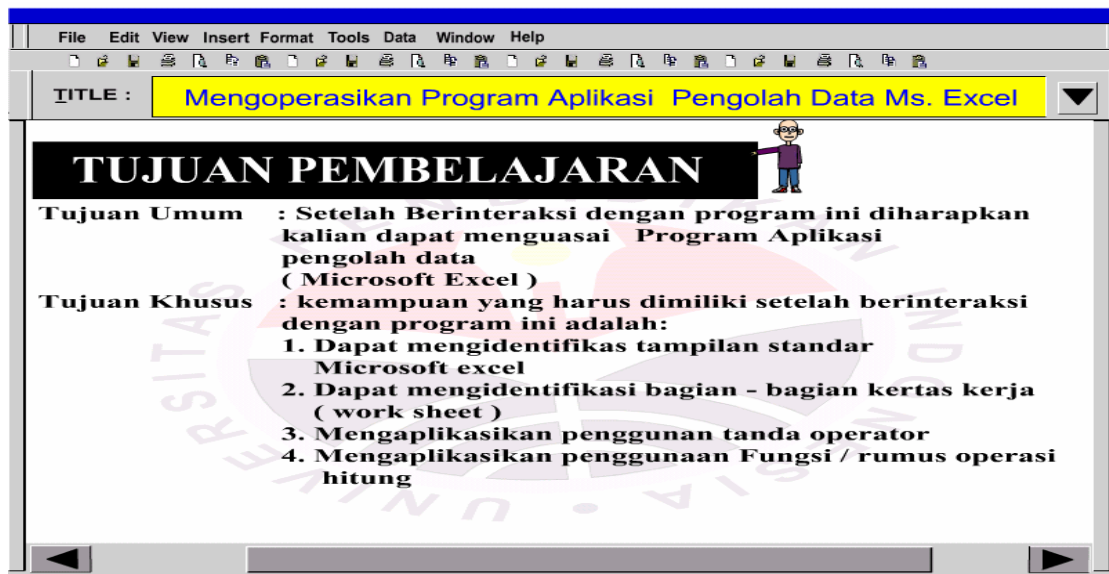 File Edit View Insert Format Tools Data Window Help
TITLE : Mengoperasikan Program Aplikasi Pengolah Data Ms. Excel
TUJUAN PEMBELAJARAN
Tujuan Umum : Setelah Berinteraksi dengan program ini diharapkan
kalian dapat menguasai Program Aplikasi
pengolah data
( Microsoft Excel )
Tujuan Khusus : kemampuan yang harus dimiliki setelah berinteraksi
dengan program ini adalah:
1. Dapat mengidentifikas tampilan standar
Microsoft excel
2. Dapat mengidentifikasi bagian - bagian kertas kerja
( work sheet )
3. Mengaplikasikan penggunan tanda operator
4. Mengaplikasikan penggunaan Fungsi / rumus operasi
hitung
UNIVERSITAS PENDIDIKAN INDONESIA